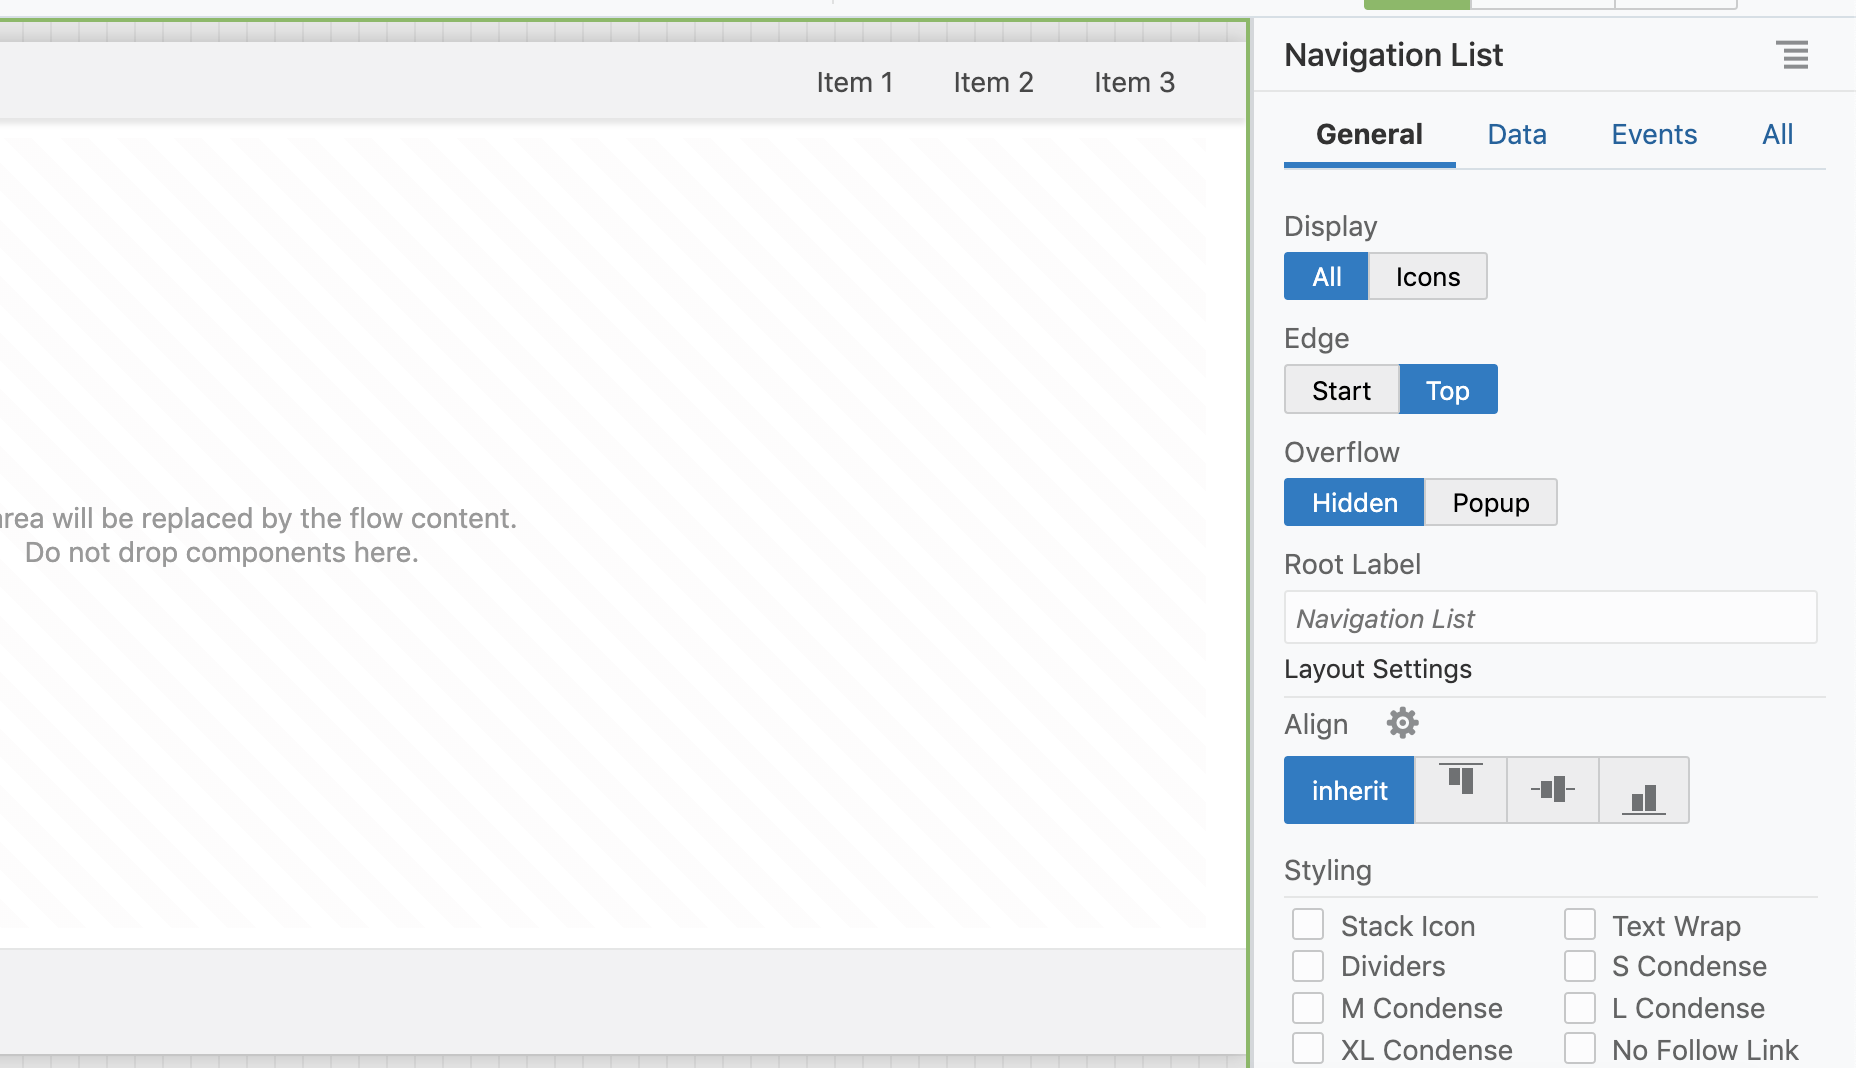 Item 1 Item 2 Item 3
area will be replaced by the flow content.
Do not drop components here.
Navigation List
General Data Events All
Display
All Icons
Edge
Start Top
Overflow
Hidden Popup
Root Label
Navigation List
Layout Settings
Align
inherit
Styling
Stack Icon Text Wrap
Dividers S Condense
M Condense L Condense
XL Condense No Follow Link